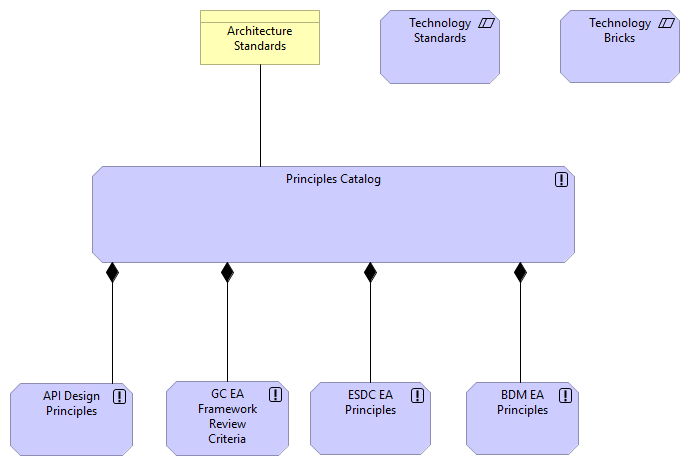 Architecture
Standards
Technology
Standards
Technology
Bricks
Principles Catalog
API Design
Principles
GC EA
Framework
Review
Criteria
ESDC EA
Principles
BDM EA
Principles